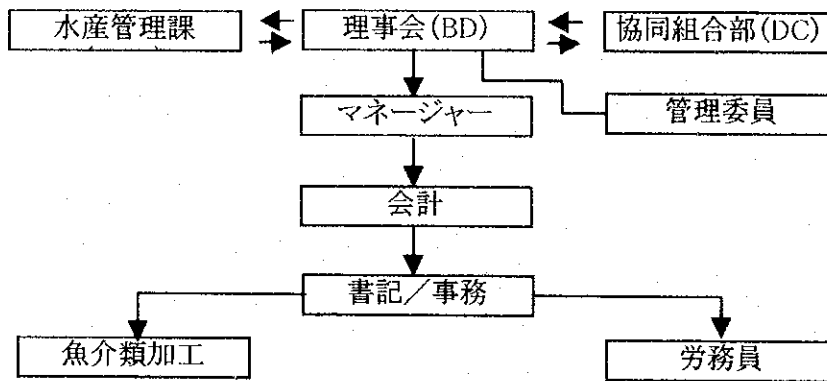 水産管理課
理事会(BD)
協同組合部(DC)
マネージャー
管理委員
会計
書記／事務
魚介類加工
労務員